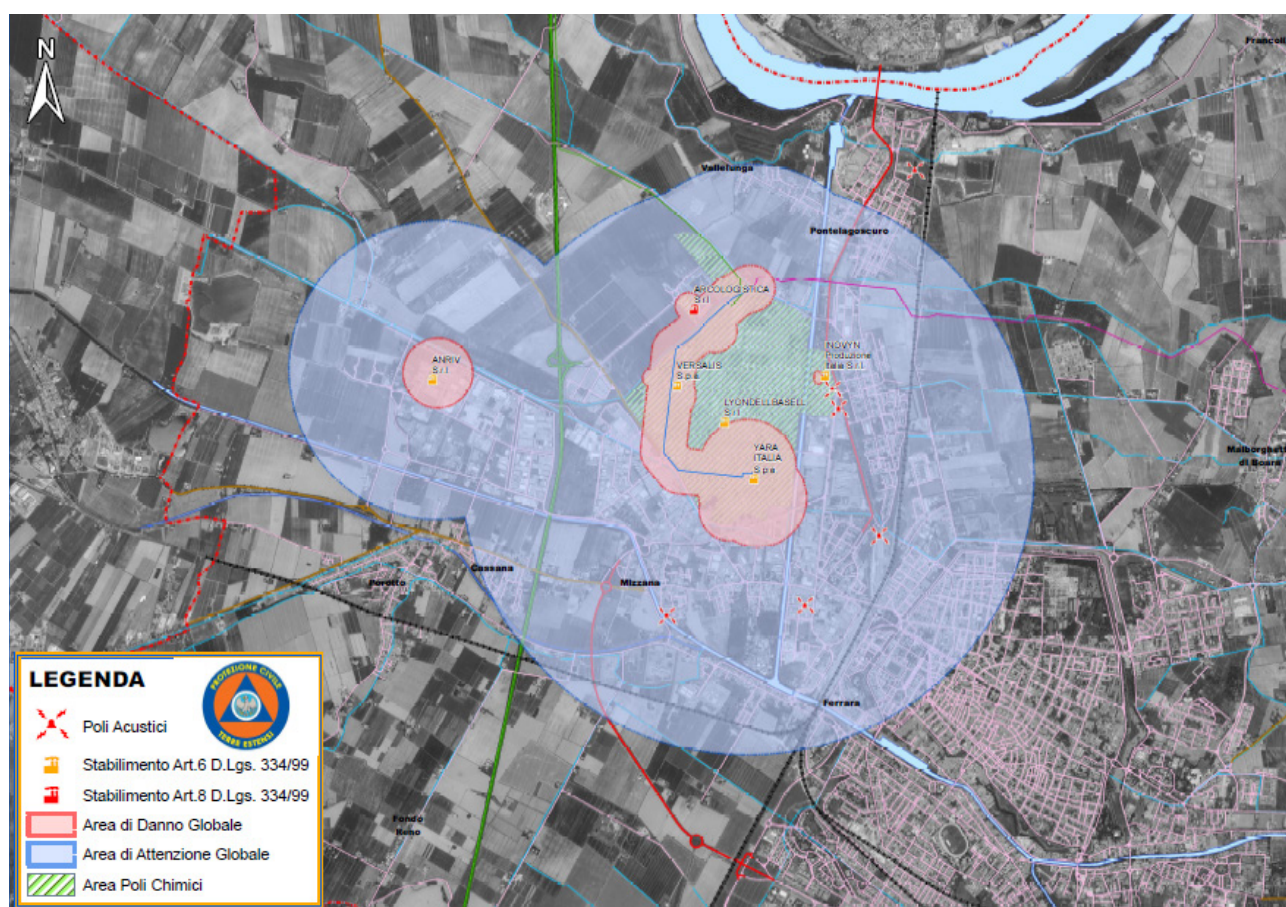 N
Francoli
Vallelunga
Pontelagoscuro
ARCOLOGISTICA
S r l
ANRIV
S r l
VERSALIS
S.p.a
INOVYN
Produzione
Italia S.r.l.
LYONDELLBASELL
S r l
YARA
ITALIA
S.p.a
Malborghetto
di Boara
Cassana
Porotto
Mizzana
Ferrara
Fondo
Reno
LEGENDA
PROTEZIONE CIVILE
TERRE ESTENSI
Poli Acustici
Stabilimento Art.6 D.Lgs. 334/99
Stabilimento Art.8 D.Lgs. 334/99
Area di Danno Globale
Area di Attenzione Globale
Area Poli Chimici